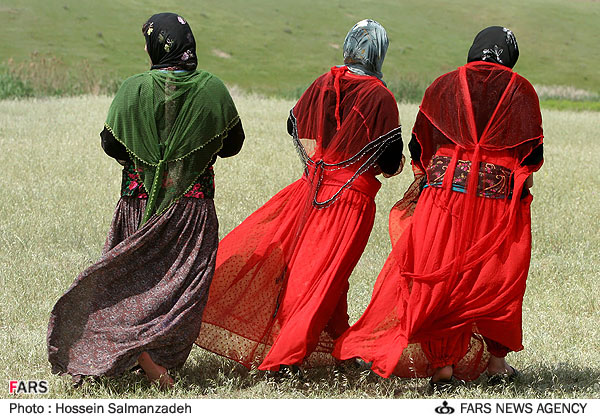 FARS
Photo : Hossein Salmanzadeh
FARS NEWS AGENCY